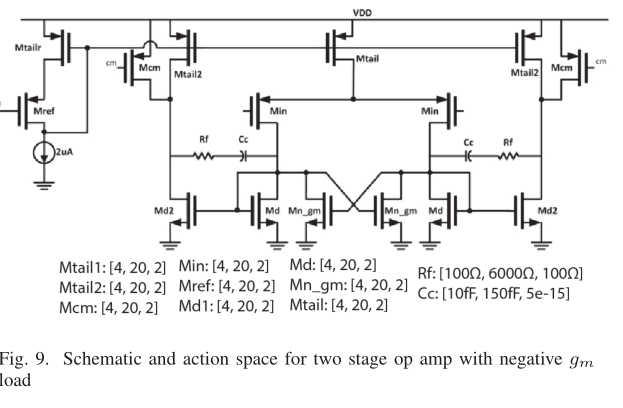 VDD
Mtailr
cm
Mcm
Mtail2
Mtail
Mtail2
Mcm
cm
Mref
Min
Min
2uA
Rf
Cc
Cc
Rf
Md2
Md
Mn_gm
Mn_gm
Md
Md2
Mtail1: [4, 20, 2] Min: [4, 20, 2] Md: [4, 20, 2]
Rf: [100Ω, 6000Ω, 100Ω]
Mtail2: [4, 20, 2] Mref: [4, 20, 2] Mn_gm: [4, 20, 2]
Cc: [10fF, 150fF, 5e-15]
Mcm: [4, 20, 2] Md1: [4, 20, 2] Mtail: [4, 20, 2]
Fig. 9. Schematic and action space for two stage op amp with negative gm
load